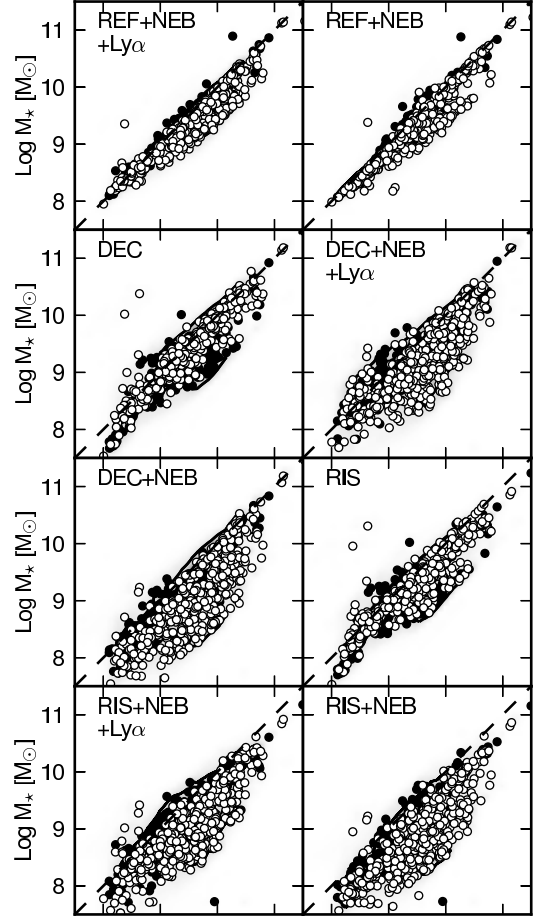 REF+NEB
+Lyα
REF+NEB
11
10
9
8
Log M⋆ [M☉]
DEC
DEC+NEB
+Lyα
11
10
9
8
Log M⋆ [M☉]
DEC+NEB
RIS
11
10
9
8
Log M⋆ [M☉]
RIS+NEB
+Lyα
RIS+NEB
11
10
9
8
Log M⋆ [M☉]